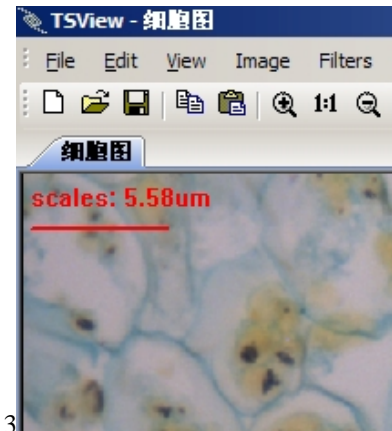 TSView - 细胞图
File Edit View Image Filters
1:1
细胞图
scales: 5.58um
3